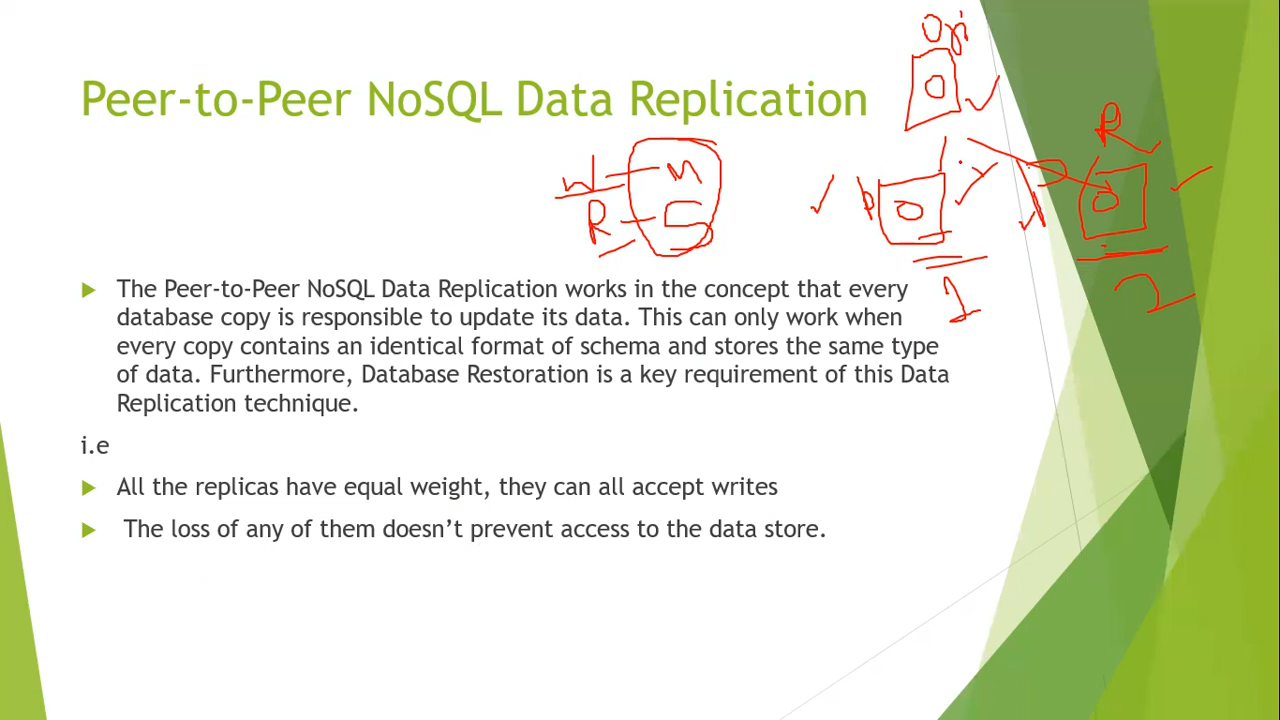 Peer-to-Peer NoSQL Data Replication
Ori
R
W M
R S
P
1
2
The Peer-to-Peer NoSQL Data Replication works in the concept that every
database copy is responsible to update its data. This can only work when
every copy contains an identical format of schema and stores the same type
of data. Furthermore, Database Restoration is a key requirement of this Data
Replication technique.
i.e
All the replicas have equal weight, they can all accept writes
The loss of any of them doesn’t prevent access to the data store.